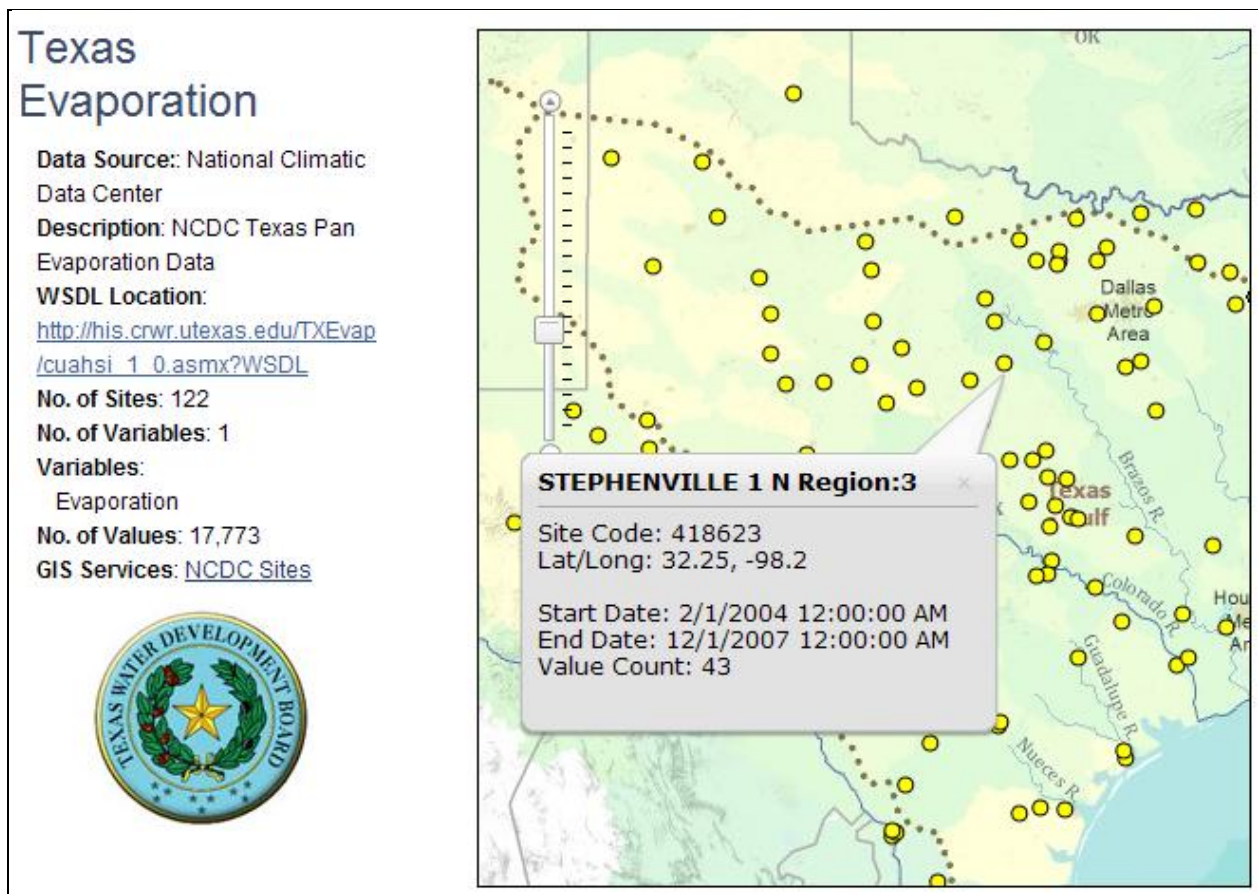 Texas
Evaporation
Data Source:: National Climatic
Data Center
Description: NCDC Texas Pan
Evaporation Data
WSDL Location:
http://his.crwr.utexas.edu/TXEvap
/cuahsi_1_0.asmx?WSDL
No. of Sites: 122
No. of Variables: 1
Variables:
Evaporation
No. of Values: 17,773
GIS Services: NCDC Sites
TEXAS WATER DEVELOPMENT BOARD
OK
Dallas
Metro
Area
Brazos R.
STEPHENVILLE 1 N Region:3
×
Site Code: 418623
Lat/Long: 32.25, -98.2
Start Date: 2/1/2004 12:00:00 AM
End Date: 12/1/2007 12:00:00 AM
Value Count: 43
Texas
Gulf
Colorado R.
Guadalupe R.
Nueces R.